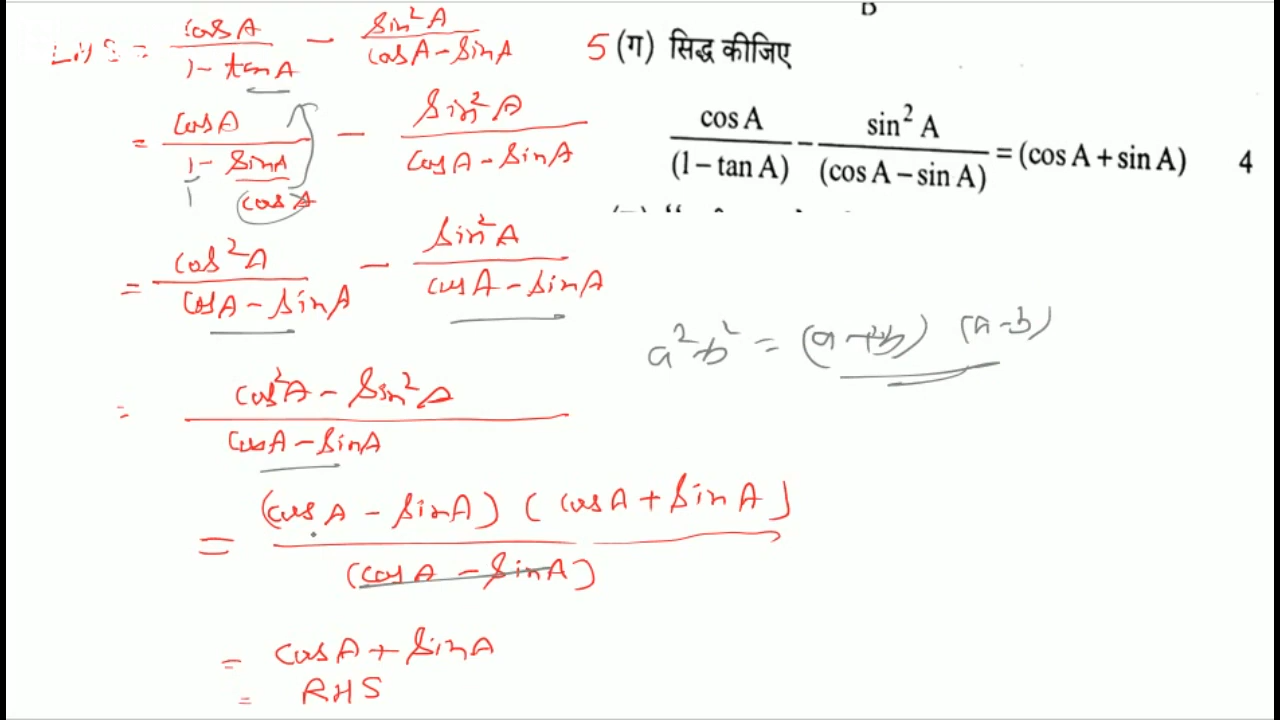 LHS = cosA / 1 - tanA - sin²A / cosA - sinA
= cosA / 1 - sinA / cosA - sin²A / cosA - sinA
= cos²A / cosA - sinA - sin²A / cosA - sinA
= cos²A - sin²A / cosA - sinA
= (cosA - sinA) (cosA + sinA) / (cosA - sinA)
= cosA + sinA
= RHS
5 (ग) सिद्ध कीजिए
cos A / (1 – tan A) - sin² A / (cos A – sin A) = (cos A + sin A) 4
a² - b² = (a + b) (a - b)